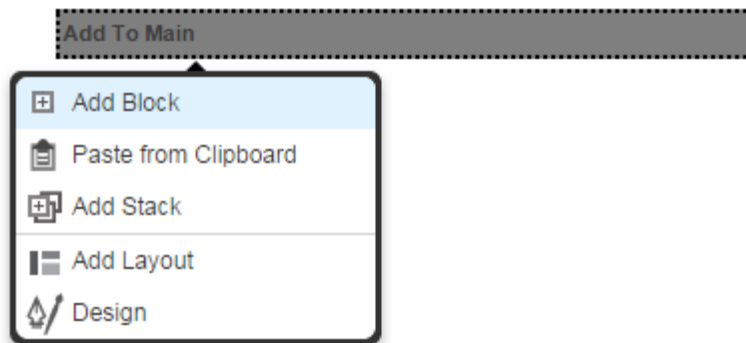 Add To Main
Add Block
Paste from Clipboard
Add Stack
Add Layout
Design